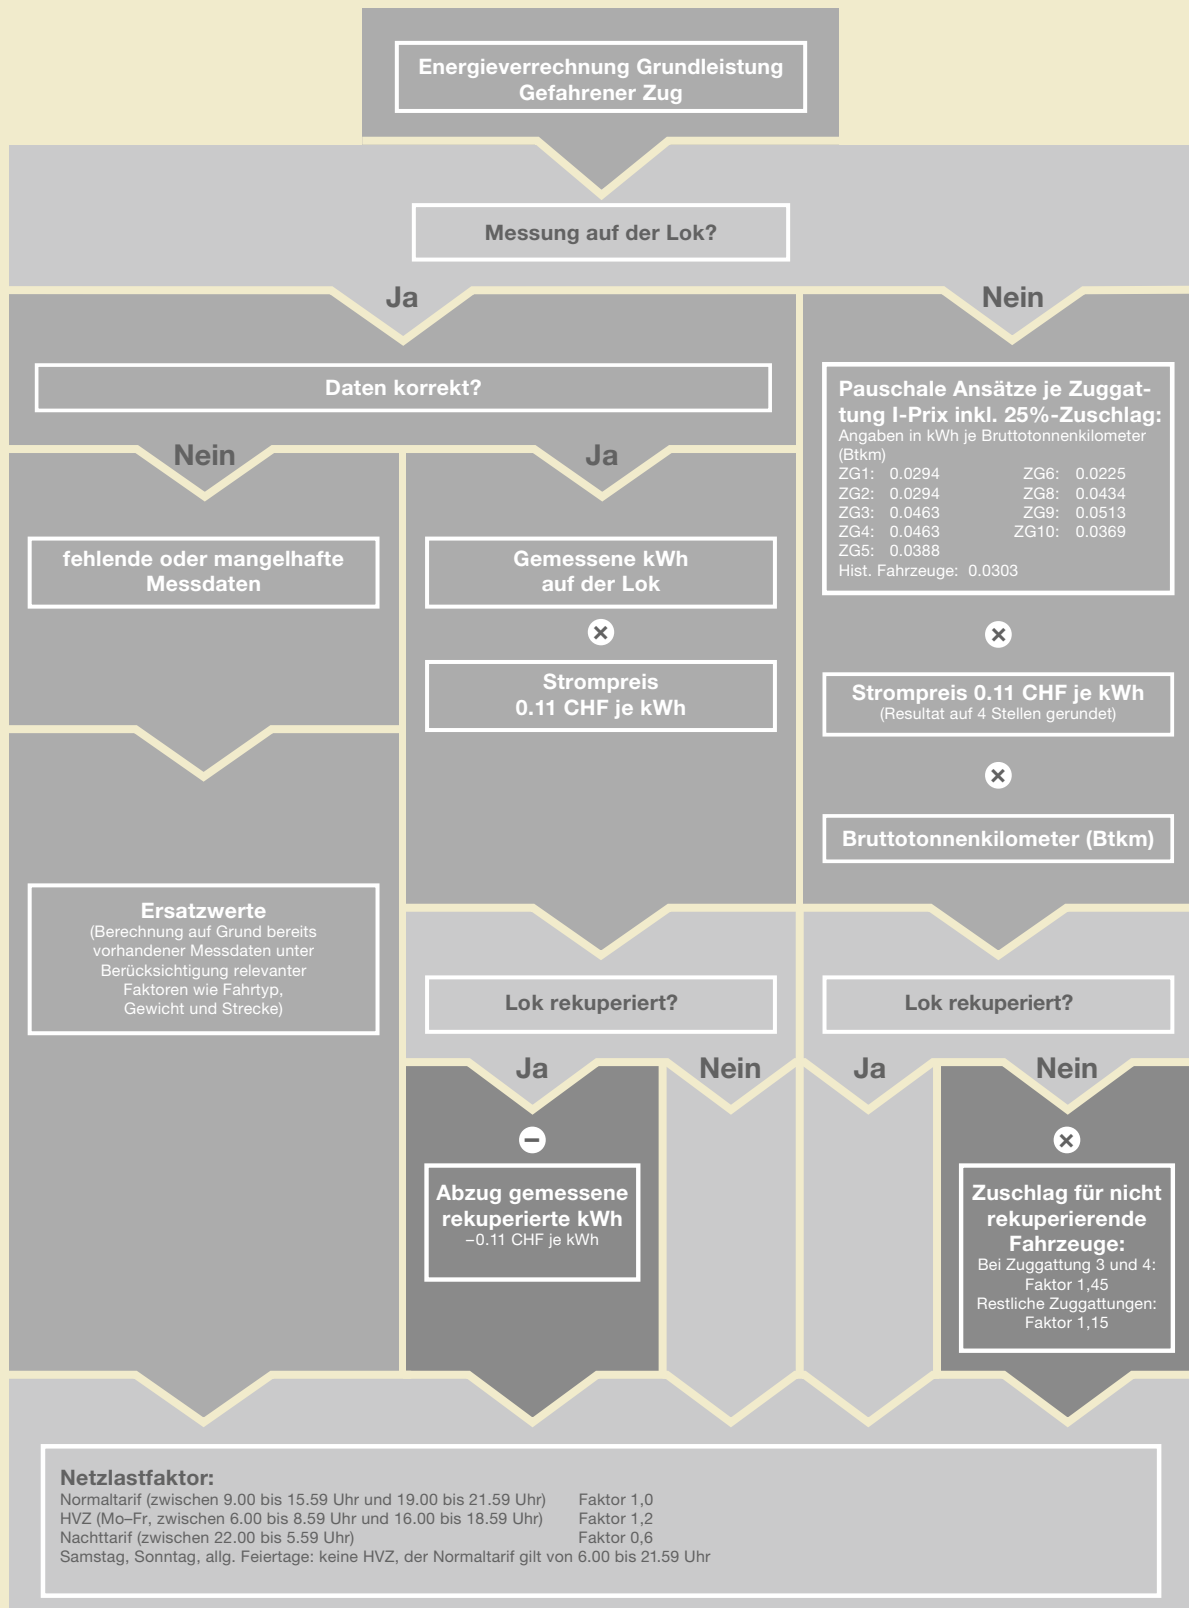 Energieverrechnung Grundleistung
Gefahrener Zug
Messung auf der Lok?
Ja
Nein
Daten korrekt?
Nein
Ja
fehlende oder mangelhafte
Messdaten
Ersatzwerte
(Berechnung auf Grund bereits
vorhandener Messdaten unter
Berücksichtigung relevanter
Faktoren wie Fahrtyp,
Gewicht und Strecke)
Gemessene kWh
auf der Lok
×
Strompreis
0.11 CHF je kWh
Pauschale Ansätze je Zuggat-
tung I-Prix inkl. 25%-Zuschlag:
Angaben in kWh je Bruttotonnenkilometer
(Btkm)
ZG1: 0.0294 ZG6: 0.0225
ZG2: 0.0294 ZG8: 0.0434
ZG3: 0.0463 ZG9: 0.0513
ZG4: 0.0463 ZG10: 0.0369
ZG5: 0.0388
Hist. Fahrzeuge: 0.0303
×
Strompreis 0.11 CHF je kWh
(Resultat auf 4 Stellen gerundet)
×
Bruttotonnenkilometer (Btkm)
Lok rekuperiert?
Ja
Nein
Lok rekuperiert?
Ja
Nein
−
Abzug gemessene
rekuperierte kWh
–0.11 CHF je kWh
×
Zuschlag für nicht
rekuperierende
Fahrzeuge:
Bei Zuggattung 3 und 4:
Faktor 1,45
Restliche Zuggattungen:
Faktor 1,15
Netzlastfaktor:
Normaltarif (zwischen 9.00 bis 15.59 Uhr und 19.00 bis 21.59 Uhr) Faktor 1,0
HVZ (Mo–Fr, zwischen 6.00 bis 8.59 Uhr und 16.00 bis 18.59 Uhr) Faktor 1,2
Nachttarif (zwischen 22.00 bis 5.59 Uhr) Faktor 0,6
Samstag, Sonntag, allg. Feiertage: keine HVZ, der Normaltarif gilt von 6.00 bis 21.59 Uhr